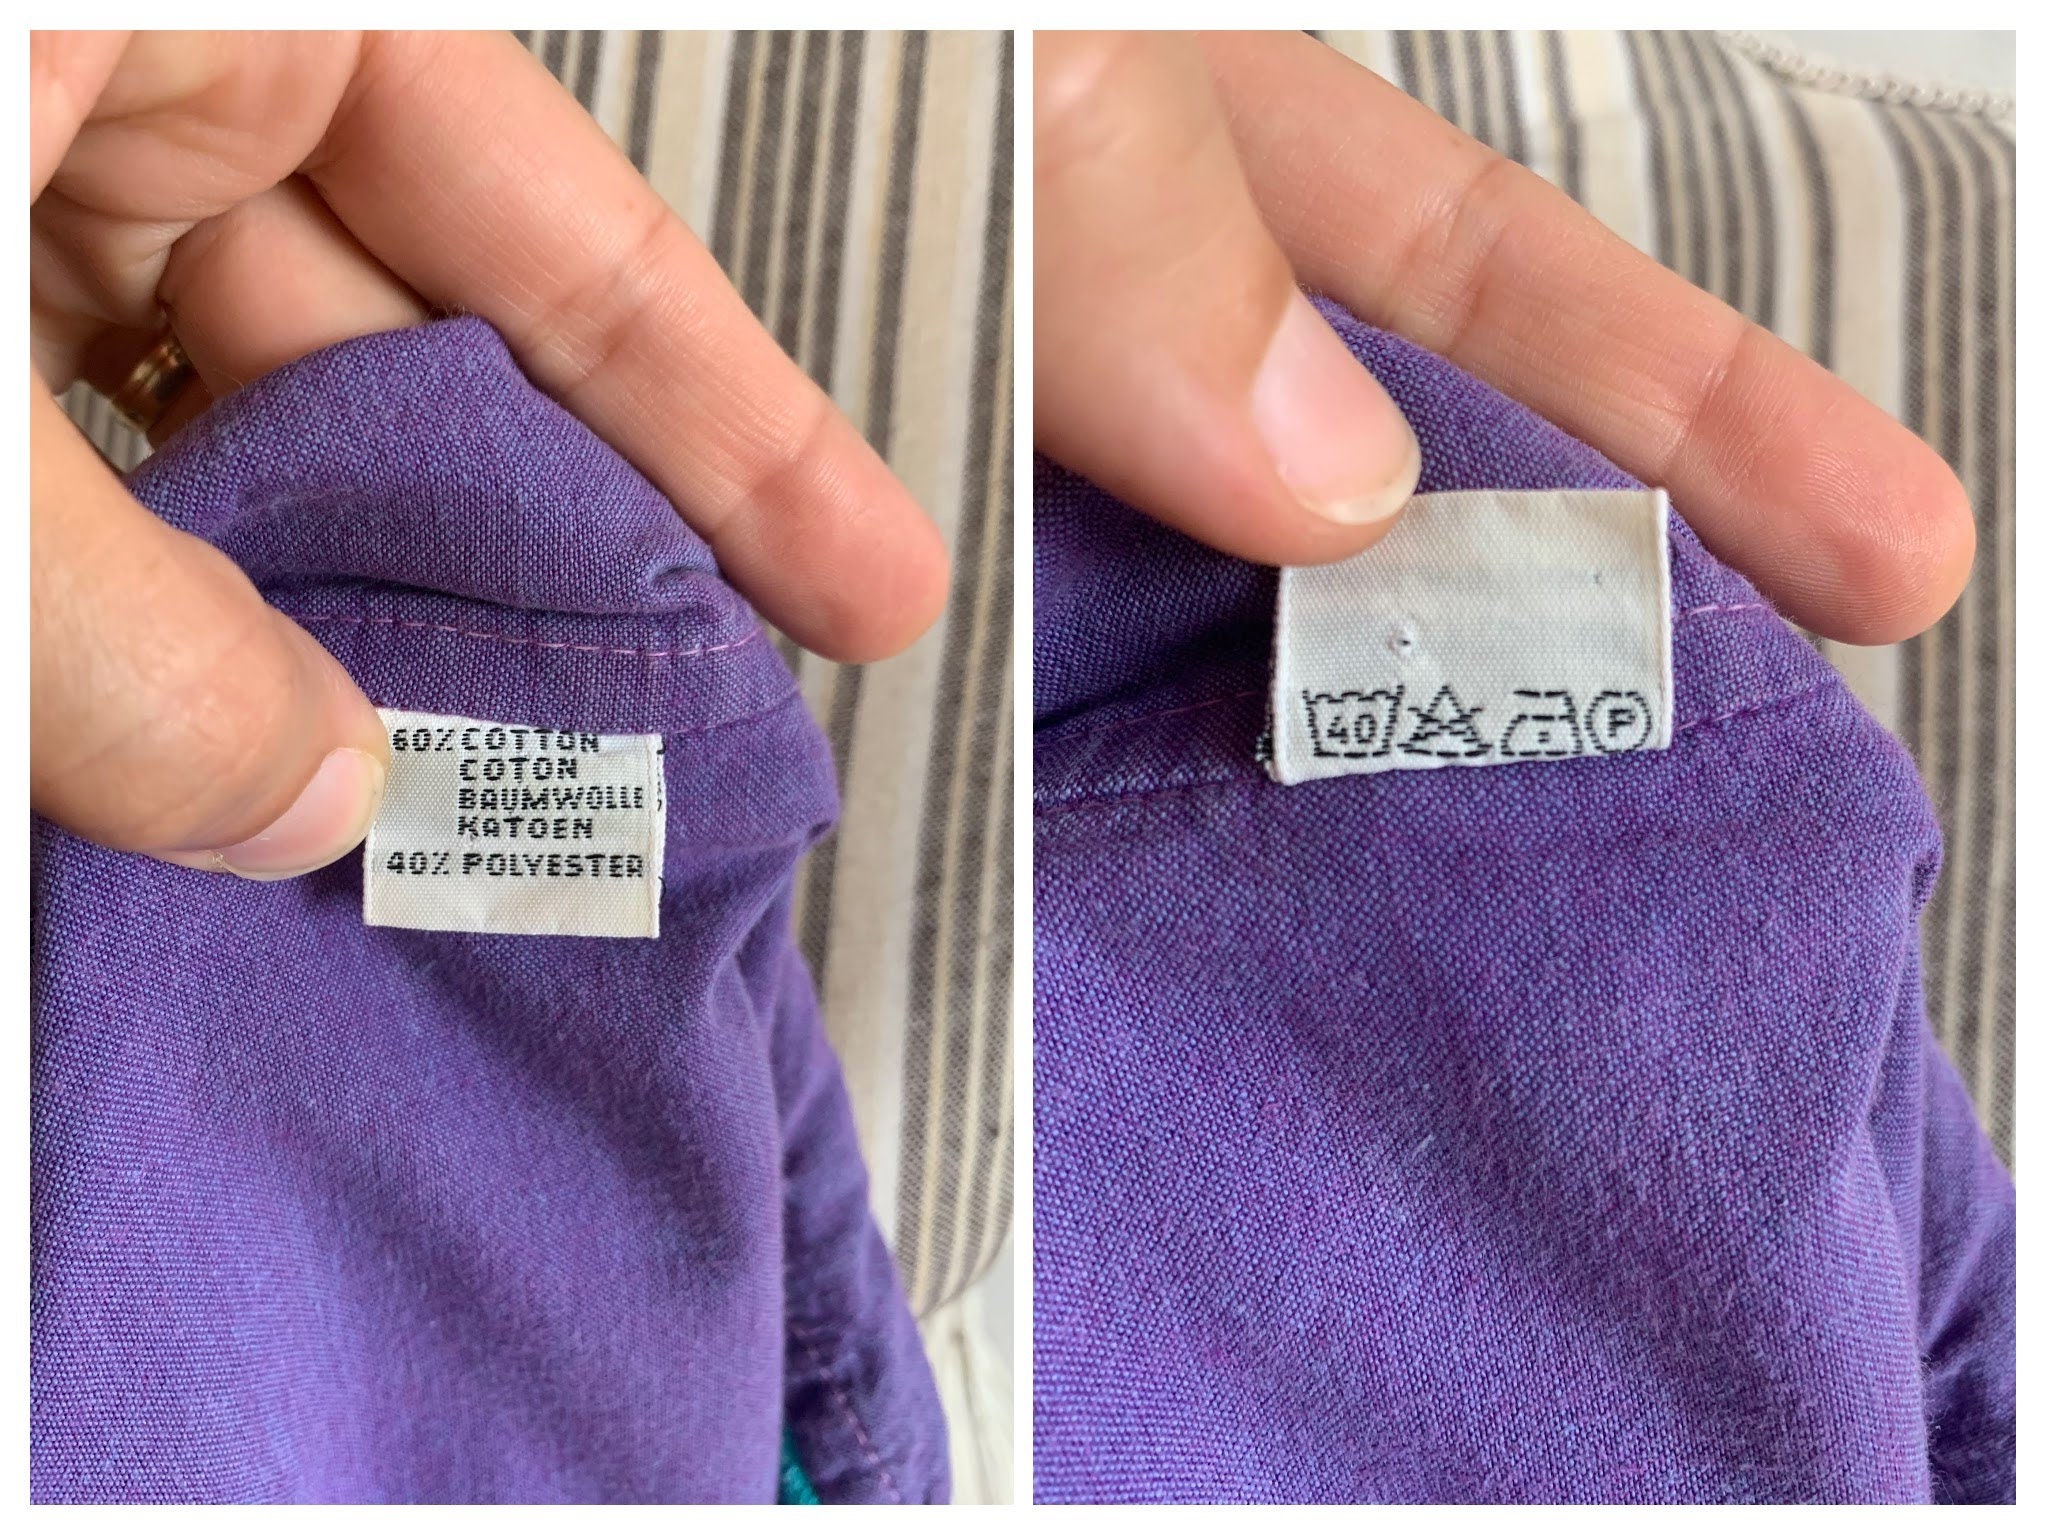 60% COTTON
COTON
BAUMWOLLE
KATOEN
40% POLYESTER
40 A P